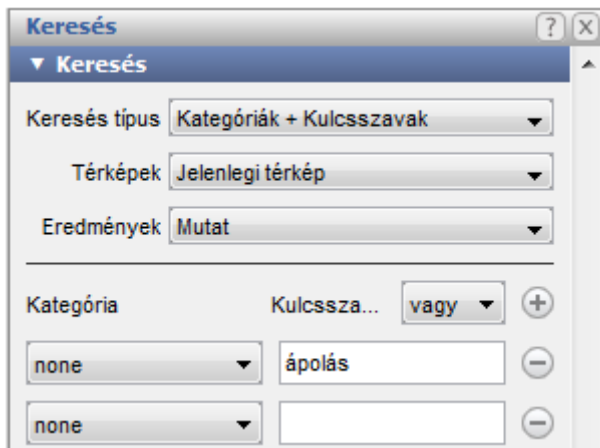 Keresés
Keresés
Keresés típus Kategóriák + Kulcsszavak
Térképek Jelenlegi térkép
Eredmények Mutat
Kategória Kulcssza... vagy
none ápolás
none